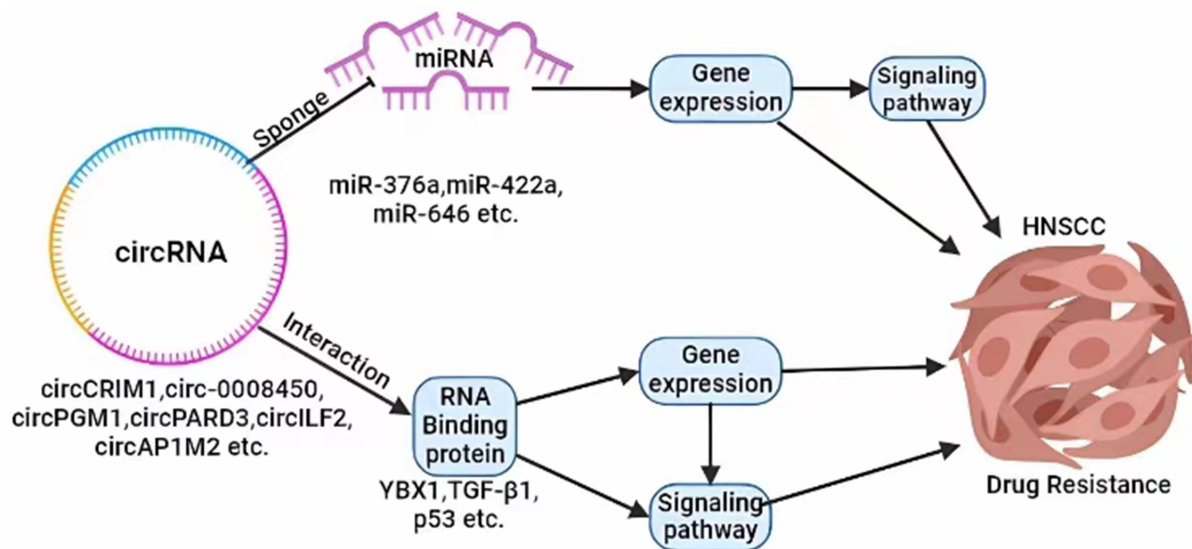 miRNA
Sponge
Gene
expression
Signaling
pathway
miR-376a,miR-422a,
miR-646 etc.
circRNA
HNSCC
Interaction
circCRIM1,circ-0008450,
circPGM1,circPARD3,circILF2,
circAP1M2 etc.
RNA
Binding
protein
YBX1,TGF-β1,
p53 etc.
Gene
expression
Signaling
pathway
Drug Resistance